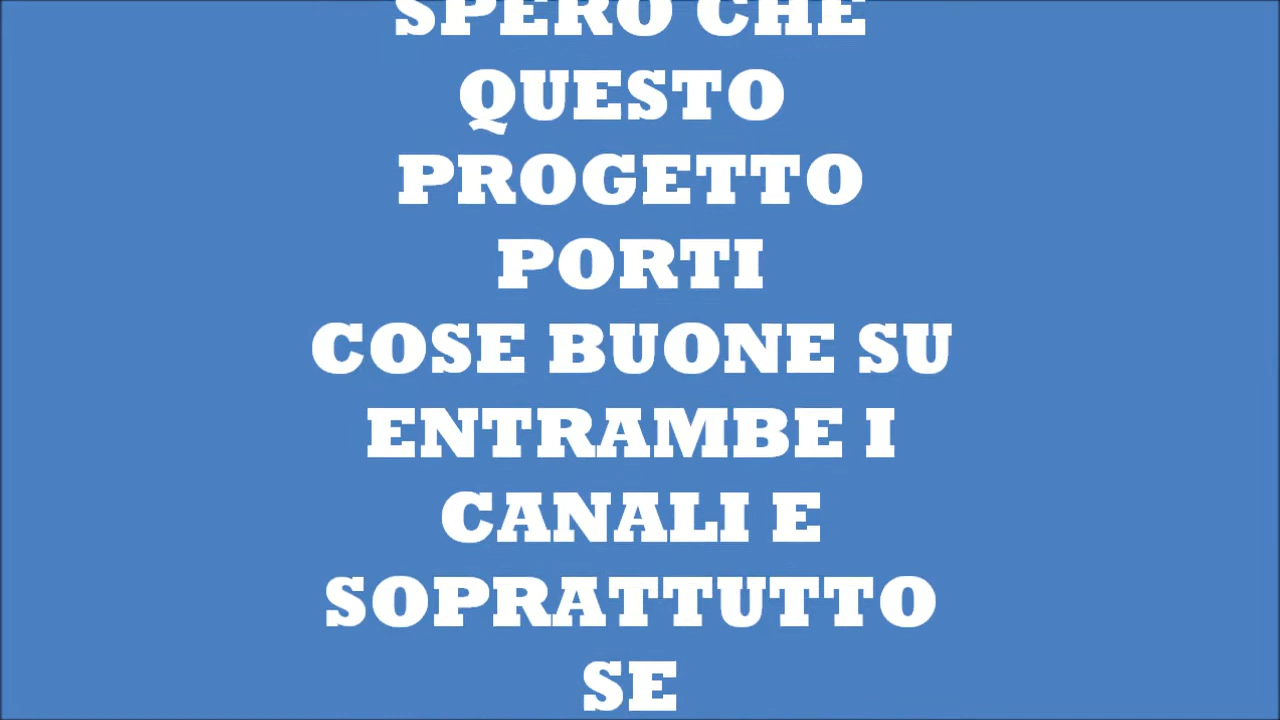 SPERO CHE
QUESTO
PROGETTO
PORTI
COSE BUONE SU
ENTRAMBE I
CANALI E
SOPRATTUTTO
SE